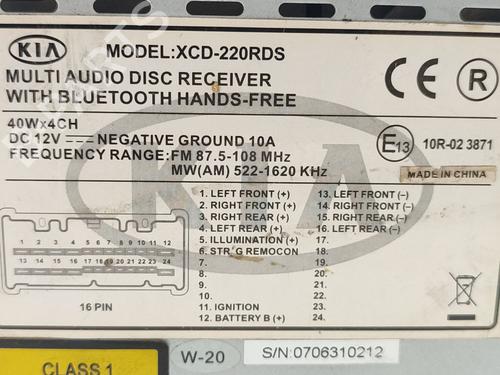 KIA
MODEL:XCD-220RDS
MULTI AUDIO DISC RECEIVER
WITH BLUETOOTH HANDS-FREE
40Wx4CH
DC 12V NEGATIVE GROUND 10A
FREQUENCY RANGE:FM 87.5-108 MHz
MW(AM) 522-1620 KHz
CE
R
E13 10R-02 3871
MADE IN CHINA
KIA
1. LEFT FRONT (+)
2. RIGHT FRONT (+)
3. RIGHT REAR (+)
4. LEFT REAR (+)
5. ILLUMINATION (+)
6. STR'G REMOCON
7.
8.
9.
10.
11. IGNITION
12. BATTERY B (+)
13. LEFT FRONT (-)
14. RIGHT FRONT (-)
15. RIGHT REAR (-)
16. LEFT REAR (-)
17.
18.
19.
20.
21.
22.
23.
24.
1 2 3 4 5 6 7 8 9 10 11 12
13 14 15 16 17 18 19 20 21 22 23 24
16 PIN
CLASS 1
W-20
S/N:0706310212